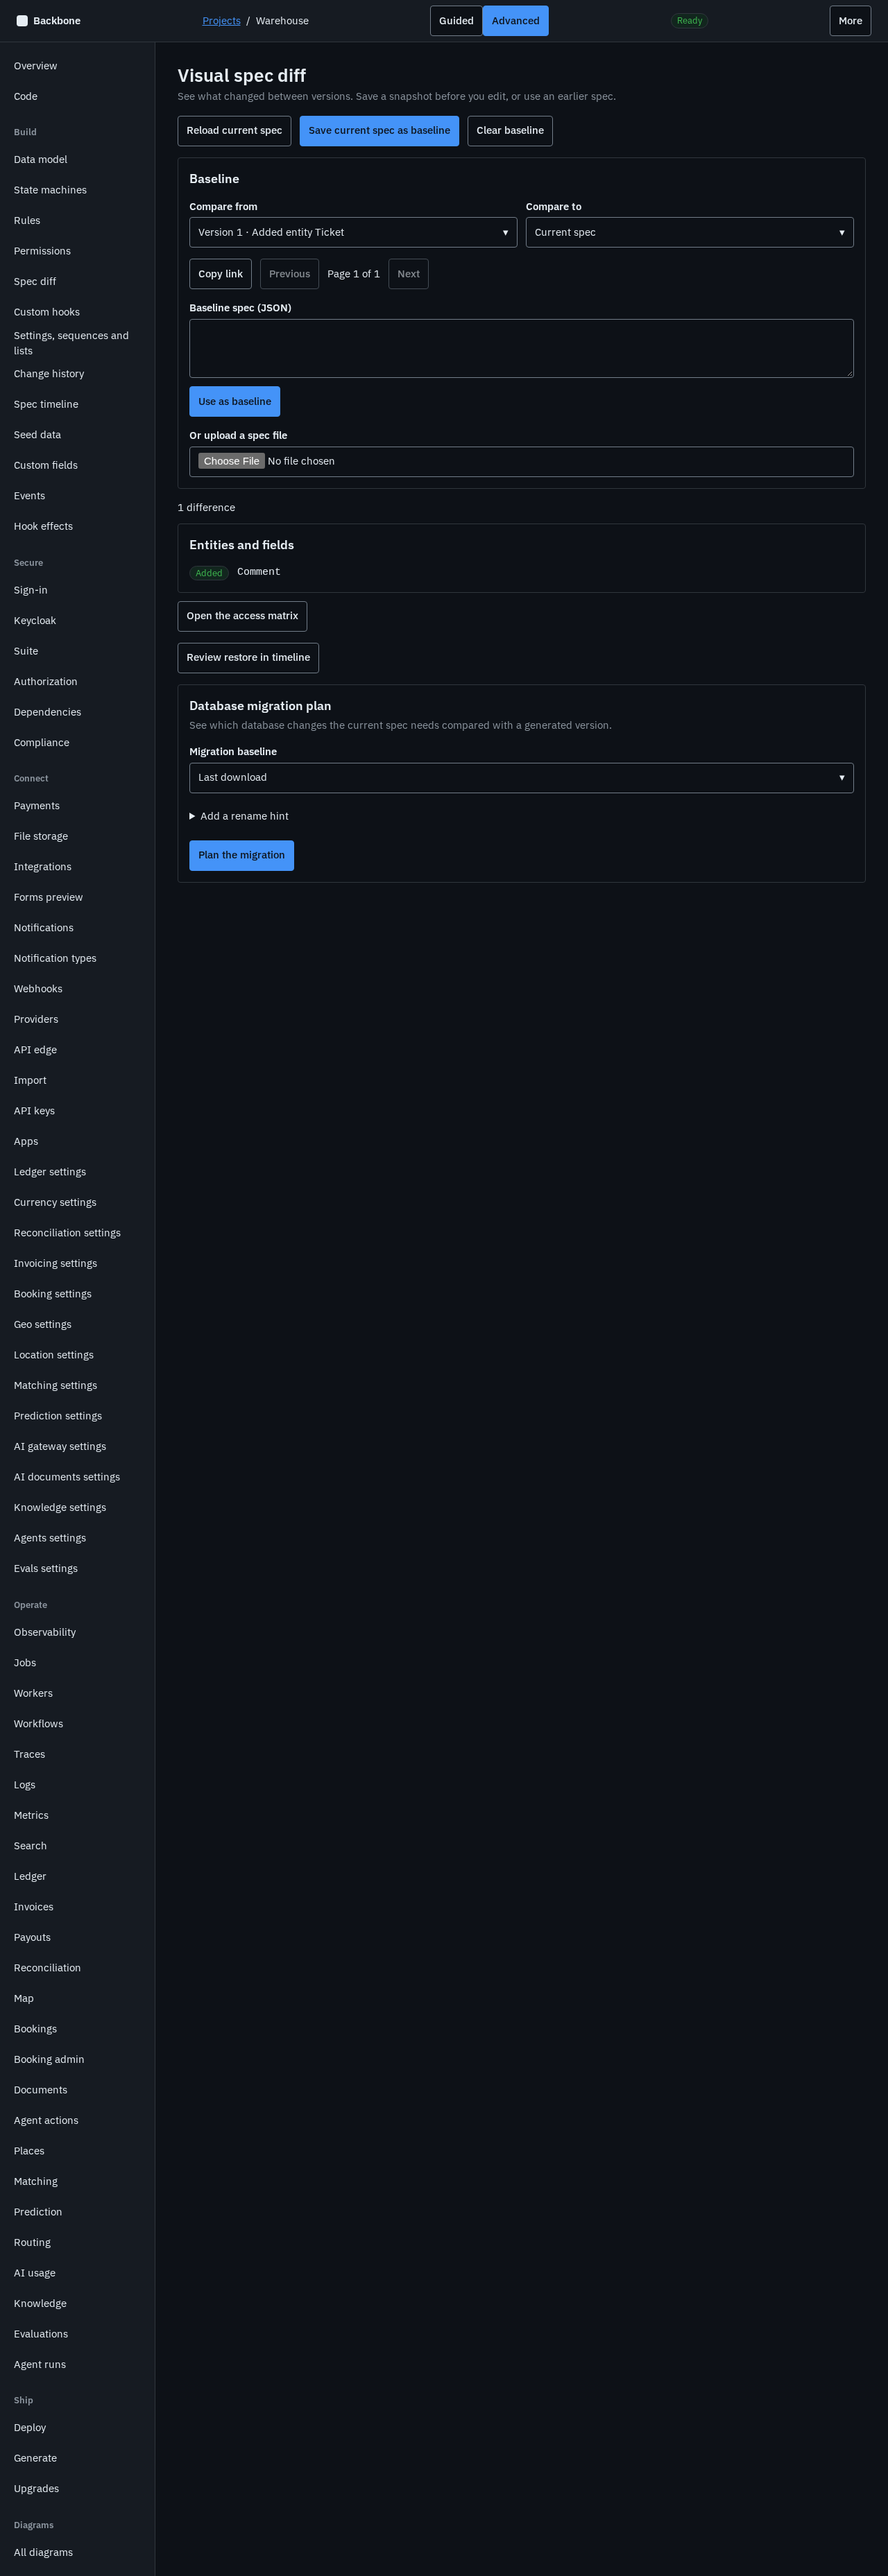 Backbone
Projects / Warehouse
Guided
Advanced
Ready
More
Overview
Code
Build
Data model
State machines
Rules
Permissions
Spec diff
Custom hooks
Settings, sequences and
lists
Change history
Spec timeline
Seed data
Custom fields
Events
Hook effects
Secure
Sign-in
Keycloak
Suite
Authorization
Dependencies
Compliance
Connect
Payments
File storage
Integrations
Forms preview
Notifications
Notification types
Webhooks
Providers
API edge
Import
API keys
Apps
Ledger settings
Currency settings
Reconciliation settings
Invoicing settings
Booking settings
Geo settings
Location settings
Matching settings
Prediction settings
AI gateway settings
AI documents settings
Knowledge settings
Agents settings
Evals settings
Operate
Observability
Jobs
Workers
Workflows
Traces
Logs
Metrics
Search
Ledger
Invoices
Payouts
Reconciliation
Map
Bookings
Booking admin
Documents
Agent actions
Places
Matching
Prediction
Routing
AI usage
Knowledge
Evaluations
Agent runs
Ship
Deploy
Generate
Upgrades
Diagrams
All diagrams
Visual spec diff
See what changed between versions. Save a snapshot before you edit, or use an earlier spec.
Reload current spec
Save current spec as baseline
Clear baseline
Baseline
Compare from
Version 1 · Added entity Ticket
Compare to
Current spec
Copy link
Previous
Page 1 of 1
Next
Baseline spec (JSON)
Use as baseline
Or upload a spec file
Choose File No file chosen
1 difference
Entities and fields
Added Comment
Open the access matrix
Review restore in timeline
Database migration plan
See which database changes the current spec needs compared with a generated version.
Migration baseline
Last download
Add a rename hint
Plan the migration